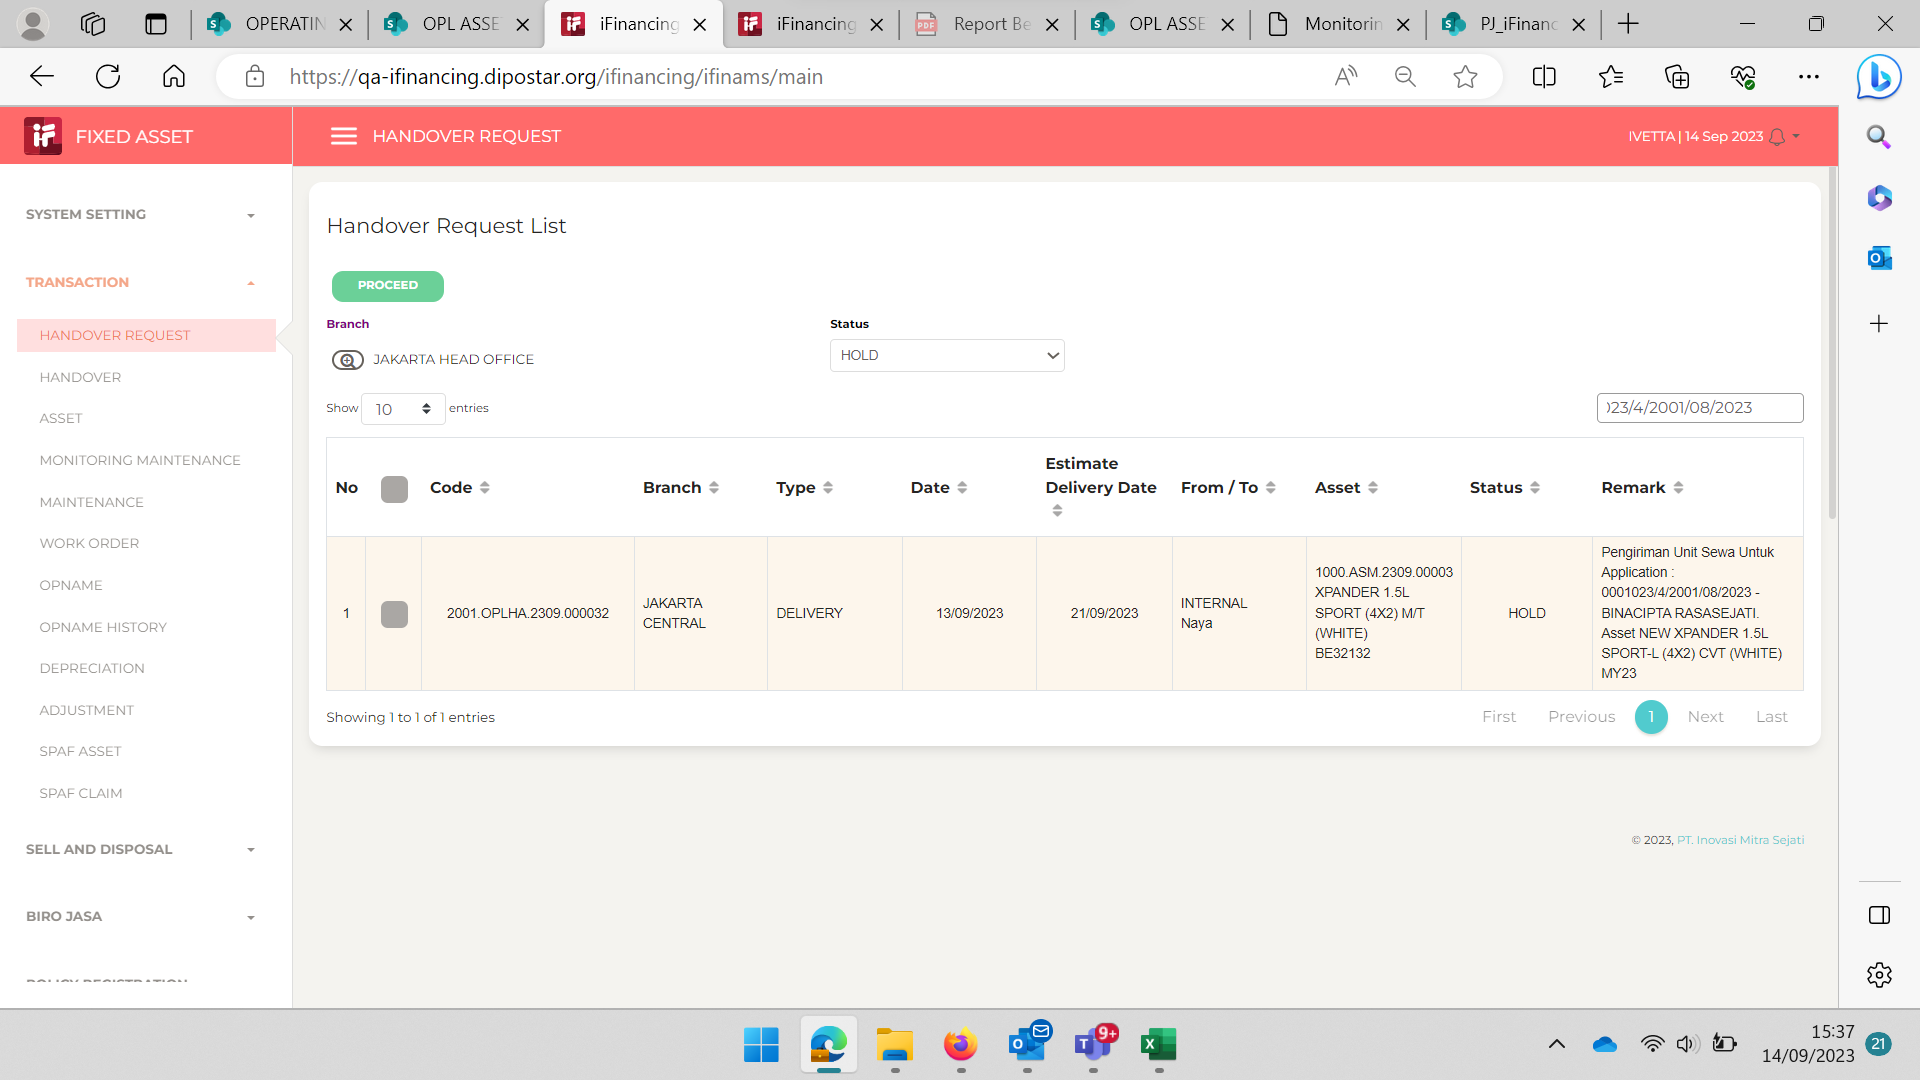 OPERATIN
OPL ASSE
iFinancing
iFinancing
Report Be
OPL ASSE
Monitorin
PJ_iFinanc
https://qa-ifinancing.dipostar.org/ifinancing/ifinams/main
FIXED ASSET
HANDOVER REQUEST
IVETTA | 14 Sep 2023
SYSTEM SETTING
TRANSACTION
HANDOVER REQUEST
HANDOVER
ASSET
MONITORING MAINTENANCE
MAINTENANCE
WORK ORDER
OPNAME
OPNAME HISTORY
DEPRECIATION
ADJUSTMENT
SPAF ASSET
SPAF CLAIM
SELL AND DISPOSAL
BIRO JASA
POLICY REGISTRATION
Handover Request List
PROCEED
Branch
JAKARTA HEAD OFFICE
Status
HOLD
Show 10 entries
023/4/2001/08/2023
No
Code
Branch
Type
Date
Estimate
Delivery Date
From / To
Asset
Status
Remark
1
2001.OPLHA.2309.000032
JAKARTA
CENTRAL
DELIVERY
13/09/2023
21/09/2023
INTERNAL
Naya
1000.ASM.2309.00003
XPANDER 1.5L
SPORT (4X2) M/T
(WHITE)
BE32132
HOLD
Pengiriman Unit Sewa Untuk
Application :
0001023/4/2001/08/2023 -
BINACIPTA RASASEJATI.
Asset NEW XPANDER 1.5L
SPORT-L (4X2) CVT (WHITE)
MY23
Showing 1 to 1 of 1 entries
First Previous 1 Next Last
© 2023, PT. Inovasi Mitra Sejati
9+
15:37
14/09/2023
21